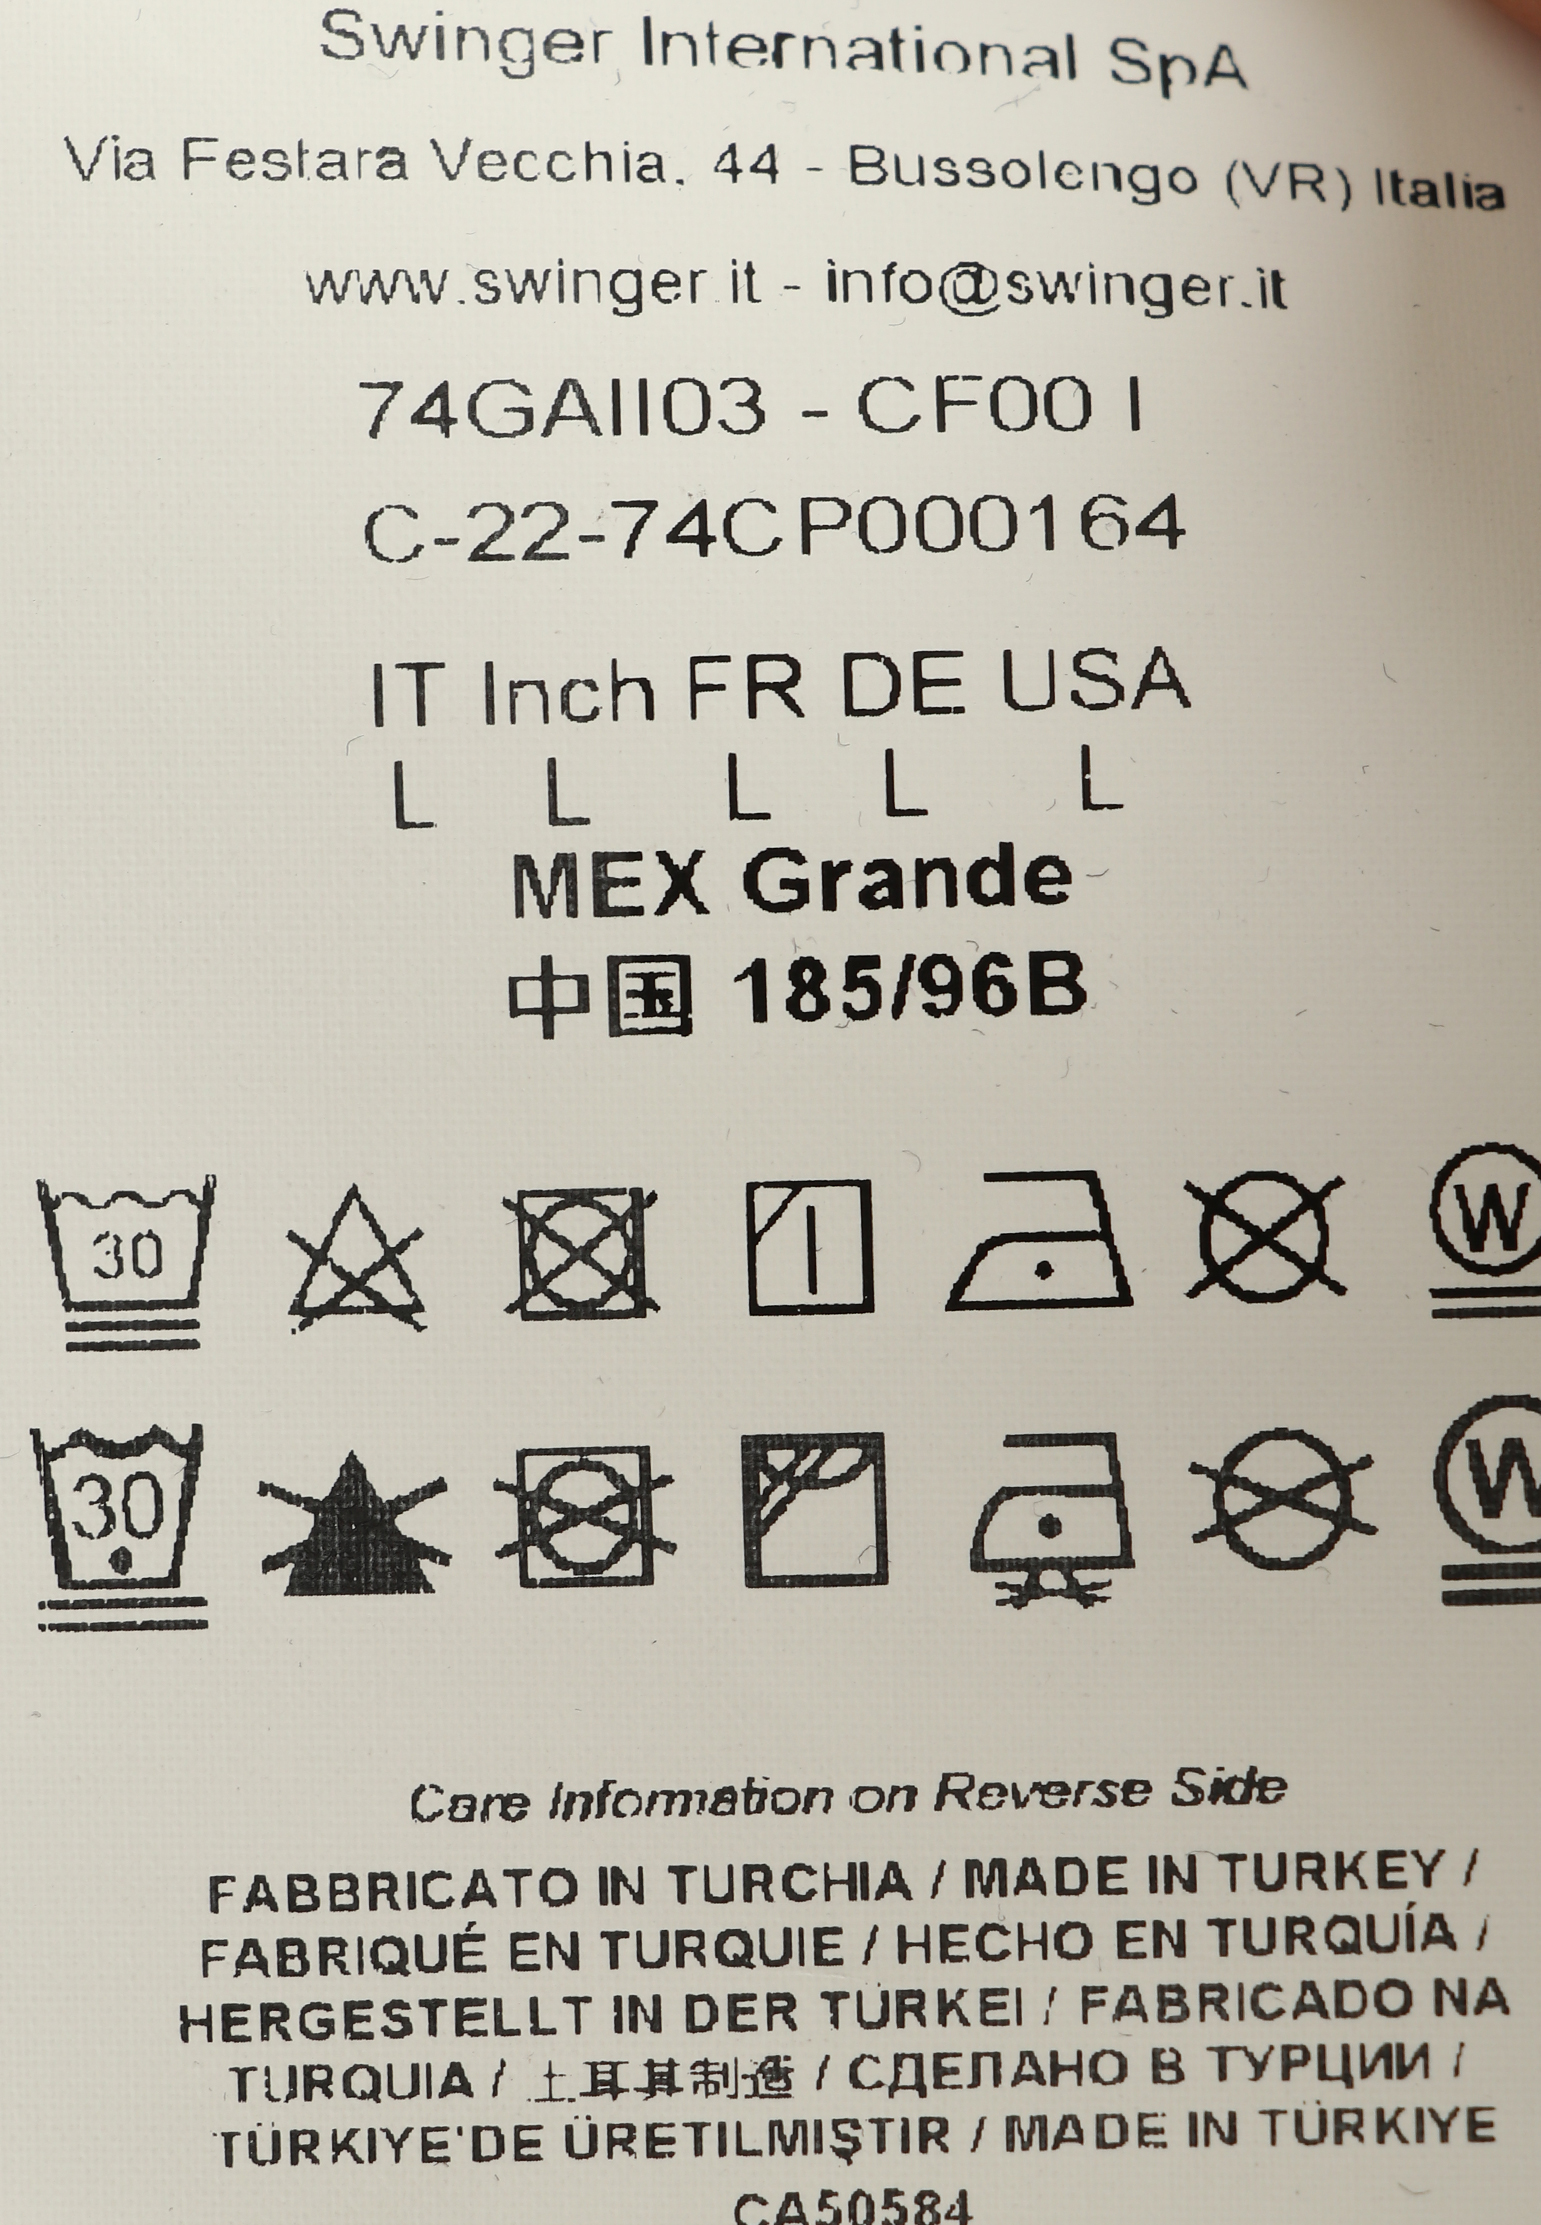 Swinger International SpA
Via Festara Vecchia, 44 - Bussolengo (VR) Italia
www.swinger.it - info@swinger.it
74GAII03 - CF00 I
C-22-74CP000164
IT Inch FR DE USA
L L L L L
MEX Grande
中国 185/96B
30 W
30 W
Care Information on Reverse Side
FABBRICATO IN TURCHIA / MADE IN TURKEY /
FABRIQUÉ EN TURQUIE / HECHO EN TURQUÍA /
HERGESTELLT IN DER TÜRKEI / FABRICADO NA
TURQUIA / 土耳其制造 / СДЕЛАНО В ТУРЦИИ /
TÜRKIYE'DE ÜRETILMIŞTIR / MADE IN TÜRKIYE
CA50584